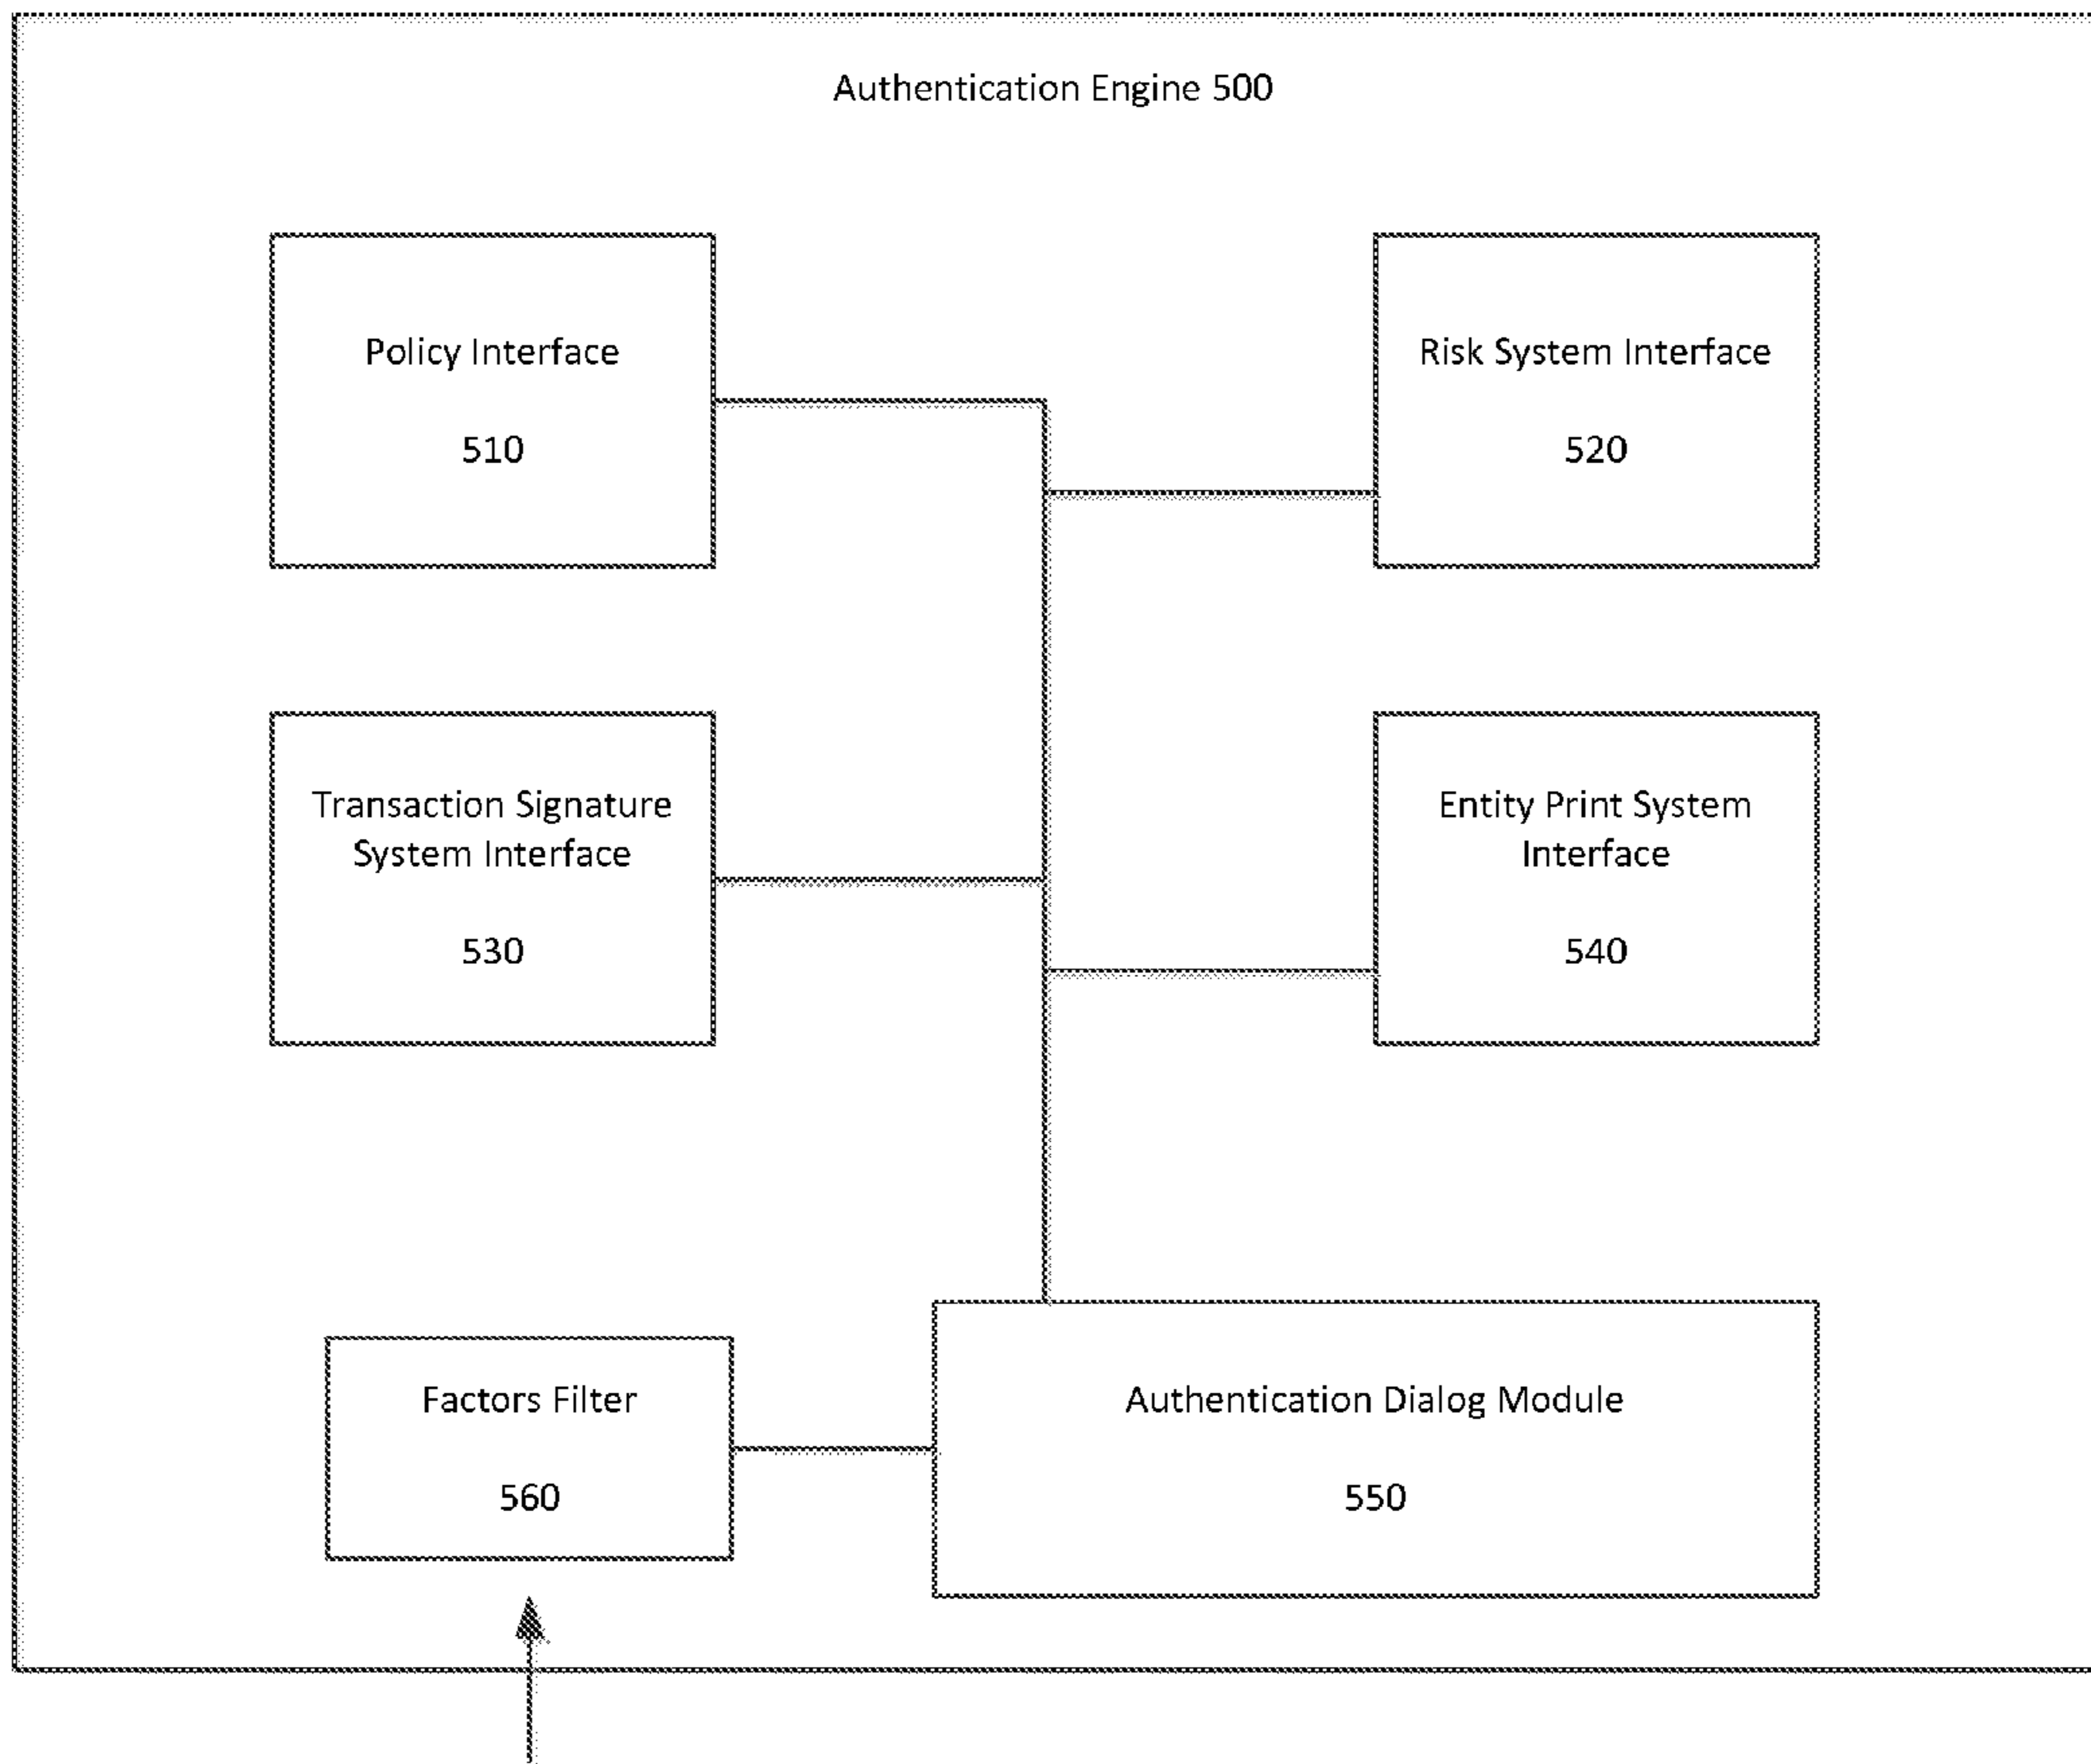 Authentication Engine 500
Policy Interface
510
Risk System Interface
520
Transaction Signature
System Interface
530
Entity Print System
Interface
540
Factors Filter
560
Authentication Dialog Module
550